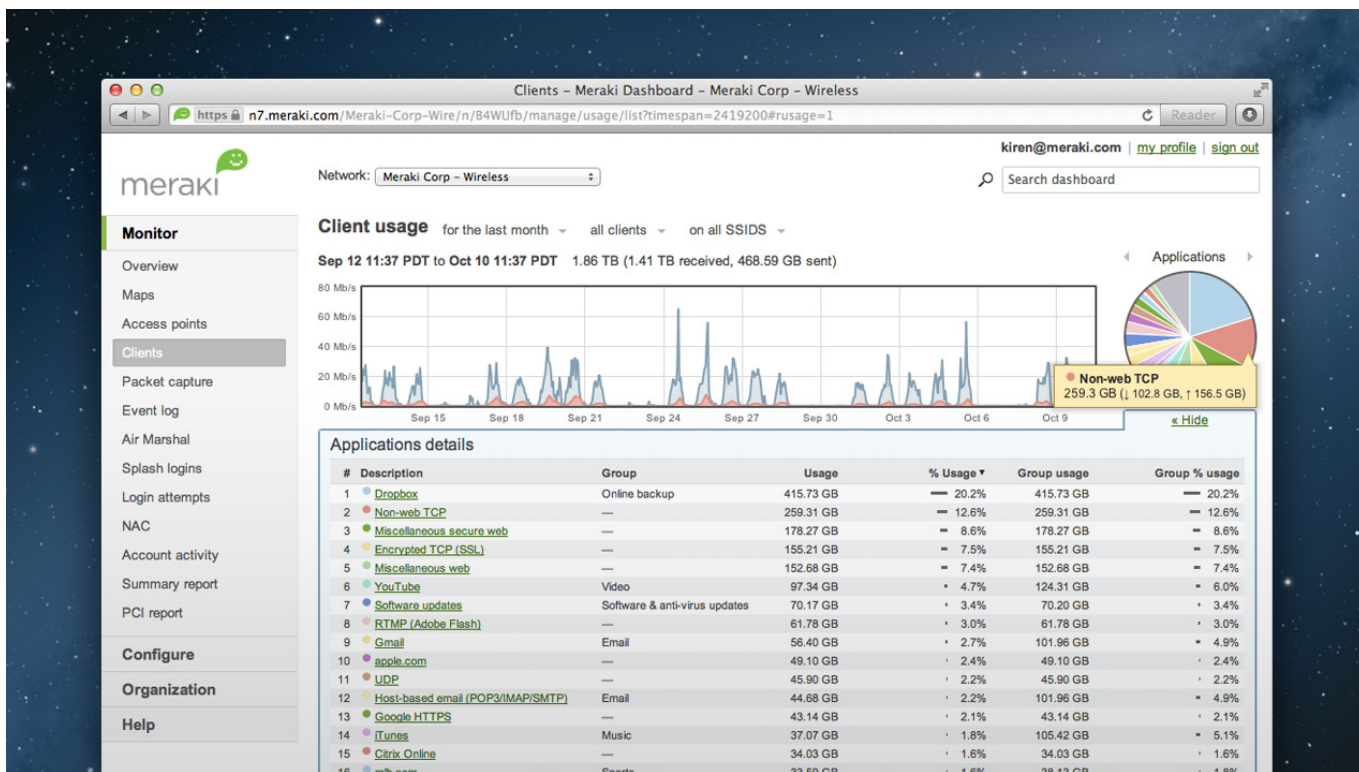 Clients – Meraki Dashboard – Meraki Corp – Wireless
https n7.meraki.com/Meraki-Corp-Wire/n/B4WUfb/manage/usage/list?timespan=2419200#rusage=1 Reader
kiren@meraki.com | my profile | sign out
meraki
Network: Meraki Corp – Wireless
Search dashboard
Monitor
Overview
Maps
Access points
Clients
Packet capture
Event log
Air Marshal
Splash logins
Login attempts
NAC
Account activity
Summary report
PCI report
Configure
Organization
Help
Client usage for the last month all clients on all SSIDS
Sep 12 11:37 PDT to Oct 10 11:37 PDT 1.86 TB (1.41 TB received, 468.59 GB sent)
80 Mb/s
60 Mb/s
40 Mb/s
20 Mb/s
0 Mb/s
Sep 15 Sep 18 Sep 21 Sep 24 Sep 27 Sep 30 Oct 3 Oct 6 Oct 9
Applications
Non-web TCP
259.3 GB (↓ 102.8 GB, ↑ 156.5 GB)
« Hide
Applications details
# Description Group Usage % Usage ▼ Group usage Group % usage
1 Dropbox Online backup 415.73 GB 20.2% 415.73 GB 20.2%
2 Non-web TCP — 259.31 GB 12.6% 259.31 GB 12.6%
3 Miscellaneous secure web — 178.27 GB 8.6% 178.27 GB 8.6%
4 Encrypted TCP (SSL) — 155.21 GB 7.5% 155.21 GB 7.5%
5 Miscellaneous web — 152.68 GB 7.4% 152.68 GB 7.4%
6 YouTube Video 97.34 GB 4.7% 124.31 GB 6.0%
7 Software updates Software & anti-virus updates 70.17 GB 3.4% 70.20 GB 3.4%
8 RTMP (Adobe Flash) — 61.78 GB 3.0% 61.78 GB 3.0%
9 Gmail Email 56.40 GB 2.7% 101.96 GB 4.9%
10 apple.com — 49.10 GB 2.4% 49.10 GB 2.4%
11 UDP — 45.90 GB 2.2% 45.90 GB 2.2%
12 Host-based email (POP3/IMAP/SMTP) Email 44.68 GB 2.2% 101.96 GB 4.9%
13 Google HTTPS — 43.14 GB 2.1% 43.14 GB 2.1%
14 iTunes Music 37.07 GB 1.8% 105.42 GB 5.1%
15 Citrix Online — 34.03 GB 1.6% 34.03 GB 1.6%
16 mlb.com Sports 1.6% 1.8%